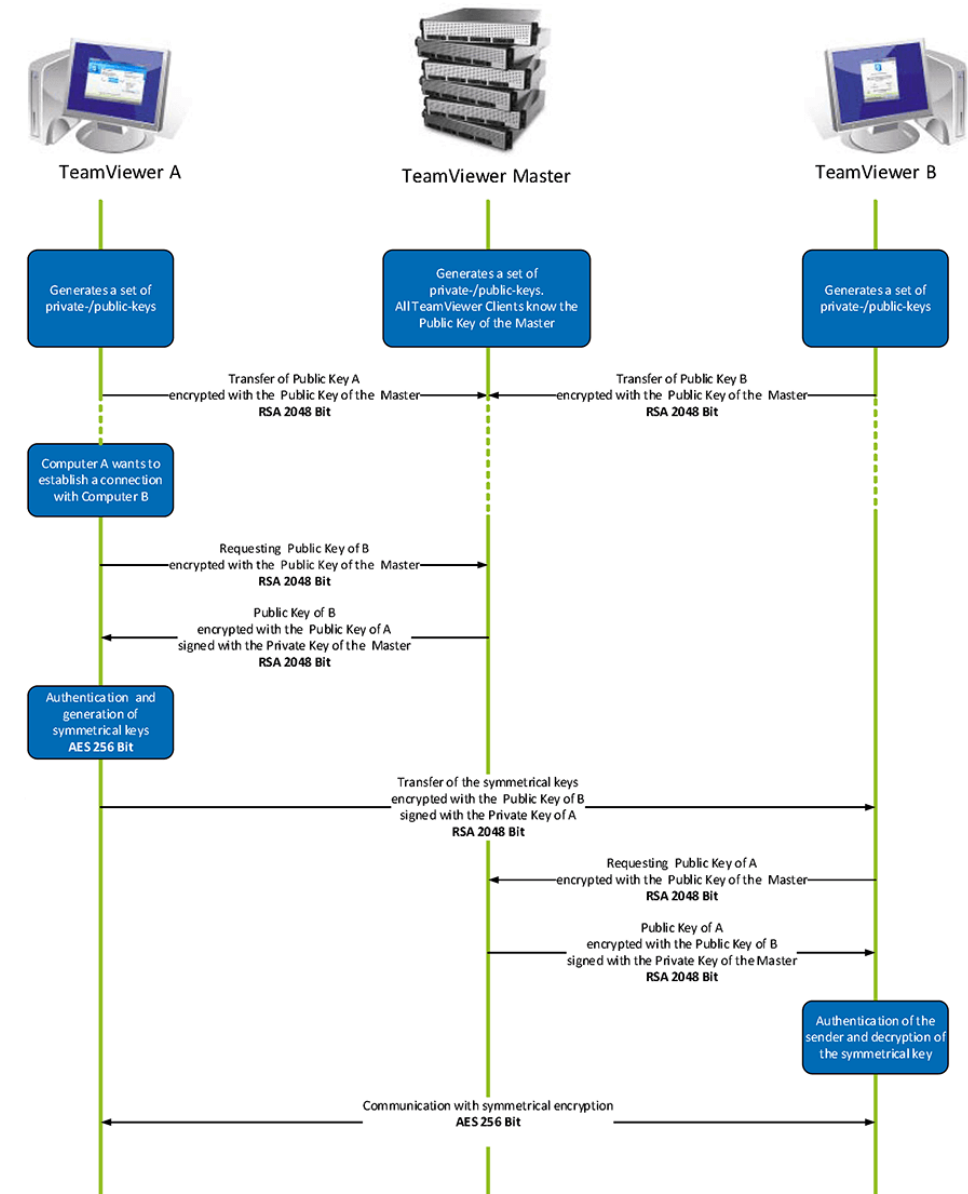 TeamViewer A
TeamViewer Master
TeamViewer B
Generates a set of
private-/public-keys
Generates a set of
private-/public-keys.
All TeamViewer Clients know the
Public Key of the Master
Generates a set of
private-/public-keys
Transfer of Public Key A
encrypted with the Public Key of the Master
RSA 2048 Bit
Transfer of Public Key B
encrypted with the Public Key of the Master
RSA 2048 Bit
Computer A wants to
establish a connection
with Computer B
Requesting Public Key of B
encrypted with the Public Key of the Master
RSA 2048 Bit
Public Key of B
encrypted with the Public Key of A
signed with the Private Key of the Master
RSA 2048 Bit
Authentication and
generation of
symmetrical keys
AES 256 Bit
Transfer of the symmetrical keys
encrypted with the Public Key of B
signed with the Private Key of A
RSA 2048 Bit
Requesting Public Key of A
encrypted with the Public Key of the Master
RSA 2048 Bit
Public Key of A
encrypted with the Public Key of B
signed with the Private Key of the Master
RSA 2048 Bit
Authentication of the
sender and decryption of
the symmetrical key
Communication with symmetrical encryption
AES 256 Bit